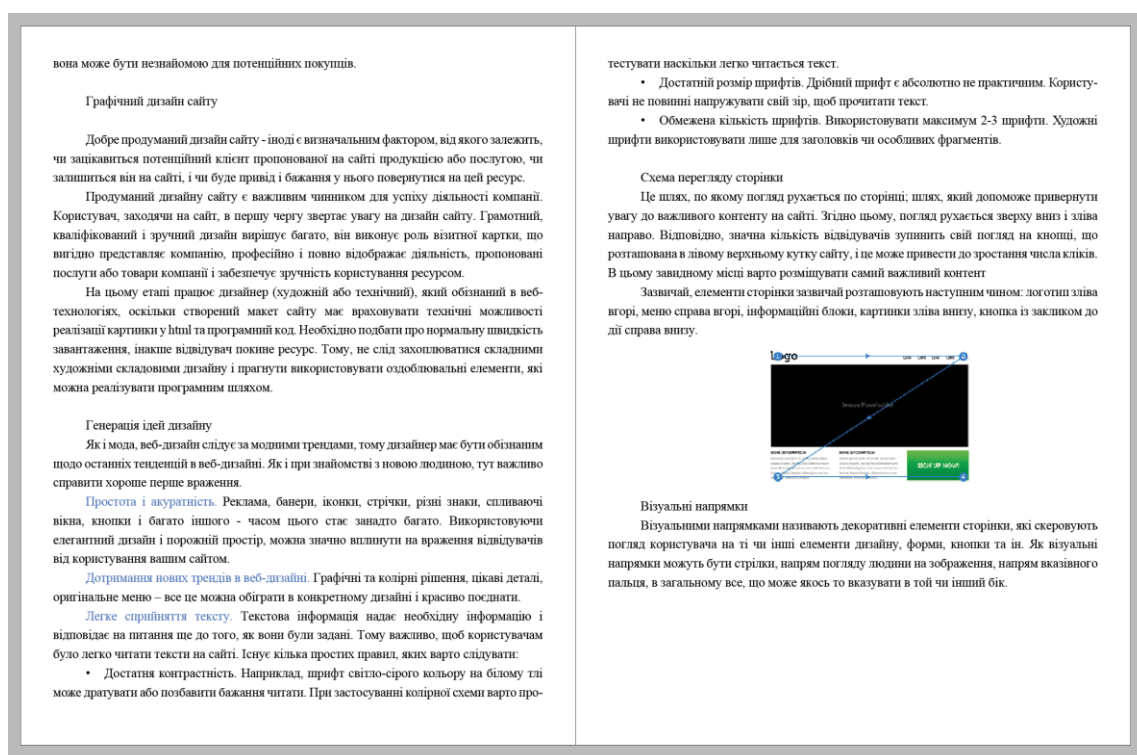 вона може бути незнайомою для потенційних покупців.
Графічний дизайн сайту
Добре продуманий дизайн сайту - іноді є визначальним фактором, від якого залежить,
чи зацікавиться потенційний клієнт пропонованої на сайті продукцією або послугою, чи
залишиться він на сайті, і чи буде привід і бажання у нього повернутися на цей ресурс.
Продуманий дизайну сайту є важливим чинником для успіху діяльності компанії.
Користувач, заходячи на сайт, в першу чергу звертає увагу на дизайн сайту. Грамотний,
кваліфікований і зручний дизайн вирішує багато, він виконує роль візитної картки, що
вигідно представляє компанію, професійно і повно відображає діяльність, пропоновані
послуги або товари компанії і забезпечує зручність користування ресурсом.
На цьому етапі працює дизайнер (художній або технічний), який обізнаний в веб-
технологіях, оскільки створений макет сайту має враховувати технічні можливості
реалізації картинки у html та програмний код. Необхідно подбати про нормальну швидкість
завантаження, інакше відвідувач покине ресурс. Тому, не слід захоплюватися складними
художніми складовими дизайну і прагнути використовувати оздоблювальні елементи, які
можна реалізувати програмним шляхом.
Генерація ідей дизайну
Як і мода, веб-дизайн слідує за модними трендами, тому дизайнер має бути обізнаним
щодо останніх тенденцій в веб-дизайні. Як і при знайомстві з новою людиною, тут важливо
справити хороше перше враження.
Простота і акуратність. Реклама, банери, іконки, стрічки, різні знаки, спливаючі
вікна, кнопки і багато іншого - часом цього стає занадто багато. Використовуючи
елегантний дизайн і порожній простір, можна значно вплинути на враження відвідувачів
від користування вашим сайтом.
Дотримання нових трендів в веб-дизайні. Графічні та колірні рішення, цікаві деталі,
оригінальне меню – все це можна обіграти в конкретному дизайні і красиво поєднати.
Легке сприйняття тексту. Текстова інформація надає необхідну інформацію і
відповідає на питання ще до того, як вони були задані. Тому важливо, щоб користувачам
було легко читати тексти на сайті. Існує кілька простих правил, яких варто слідувати:
• Достатня контрастність. Наприклад, шрифт світло-сірого кольору на білому тлі
може дратувати або позбавити бажання читати. При застосуванні колірної схеми варто про-
тестувати наскільки легко читається текст.
• Достатній розмір шрифтів. Дрібний шрифт є абсолютно не практичним. Користу-
вачі не повинні напружувати свій зір, щоб прочитати текст.
• Обмежена кількість шрифтів. Використовувати максимум 2-3 шрифти. Художні
шрифти використовувати лише для заголовків чи особливих фрагментів.
Схема перегляду сторінки
Це шлях, по якому погляд рухається по сторінці; шлях, який допоможе привернути
увагу до важливого контенту на сайті. Згідно цьому, погляд рухається зверху вниз і зліва
направо. Відповідно, значна кількість відвідувачів зупинить свій погляд на кнопці, що
розташована в лівому верхньому кутку сайту, і це може привести до зростання числа кліків.
В цьому завидному місці варто розміщувати самий важливий контент
Зазвичай, елементи сторінки зазвичай розташовують наступним чином: логотип зліва
вгорі, меню справа вгорі, інформаційні блоки, картинки зліва внизу, кнопка із закликом до
дії справа внизу.
logo
Image Placeholder
MORE INFORMATION
MORE INFORMATION
SIGN UP NOW!
Візуальні напрямки
Візуальними напрямками називають декоративні елементи сторінки, які скеровують
погляд користувача на ті чи інші елементи дизайну, форми, кнопки та ін. Як візуальні
напрямки можуть бути стрілки, напрям погляду людини на зображення, напрям вказівного
пальця, в загальному все, що може якось то вказувати в той чи інший бік.